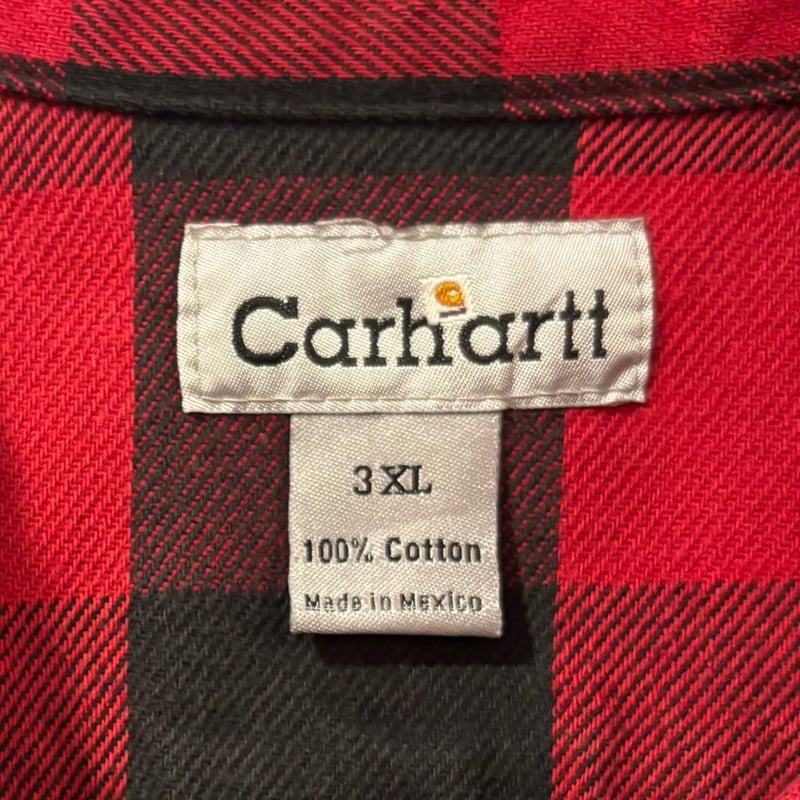 Carhartt
3XL
100% Cotton
Made in Mexico